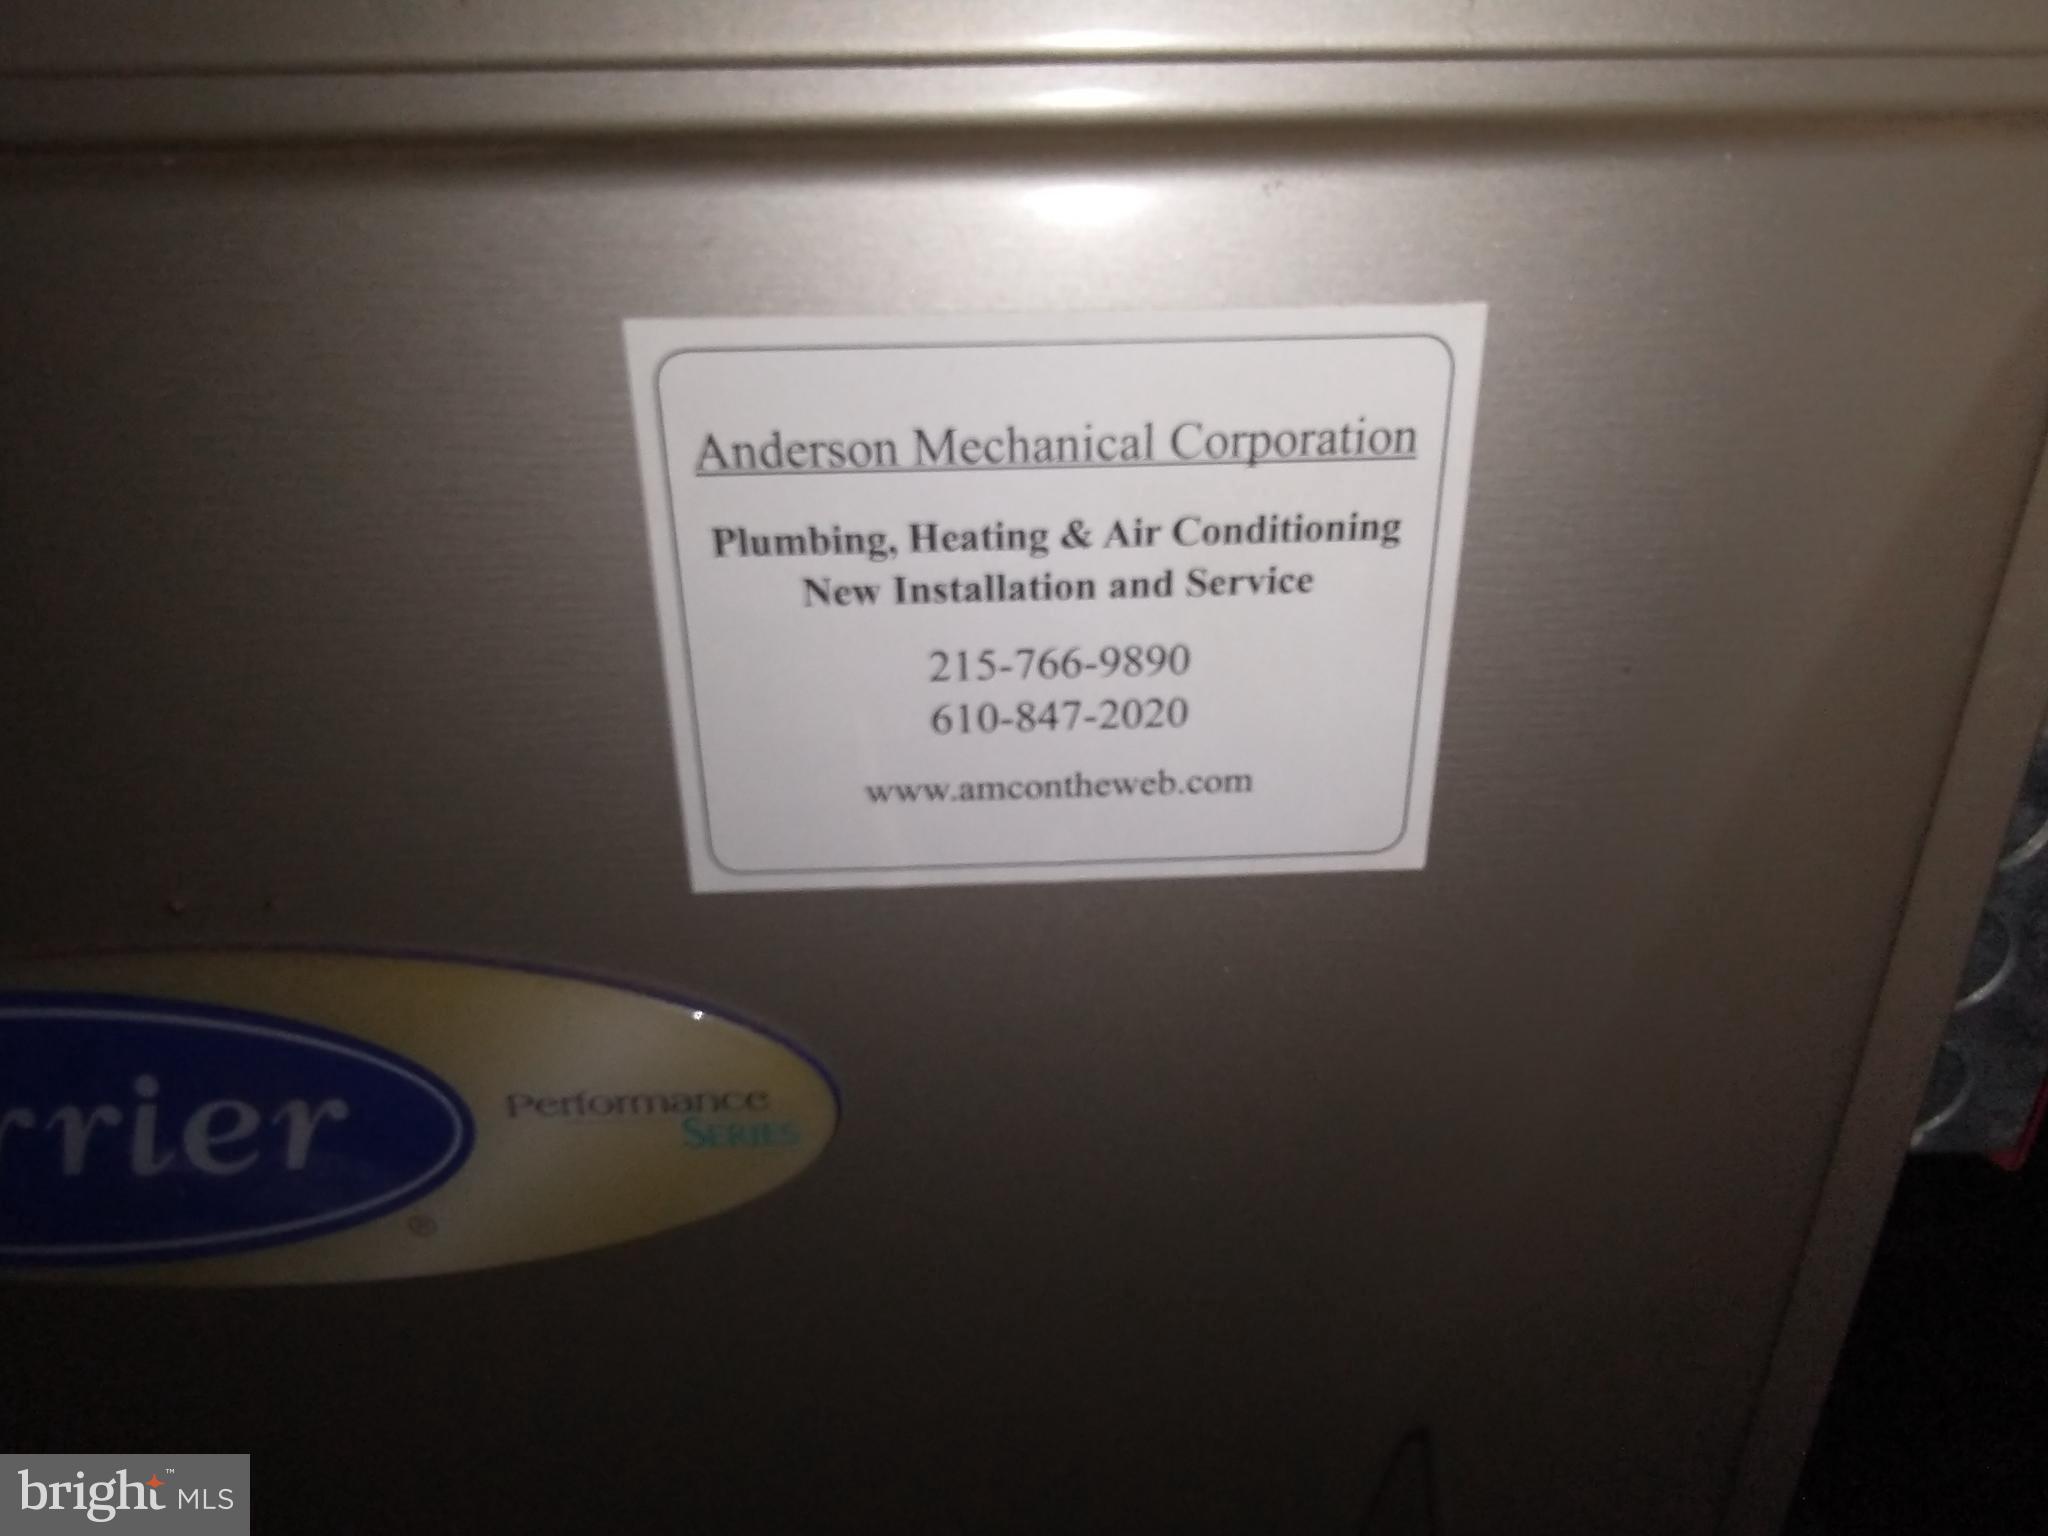 Anderson Mechanical Corporation
Plumbing, Heating & Air Conditioning
New Installation and Service
215-766-9890
610-847-2020
www.amcontheweb.com
rrier
®
Performance
SERIES
bright™ MLS